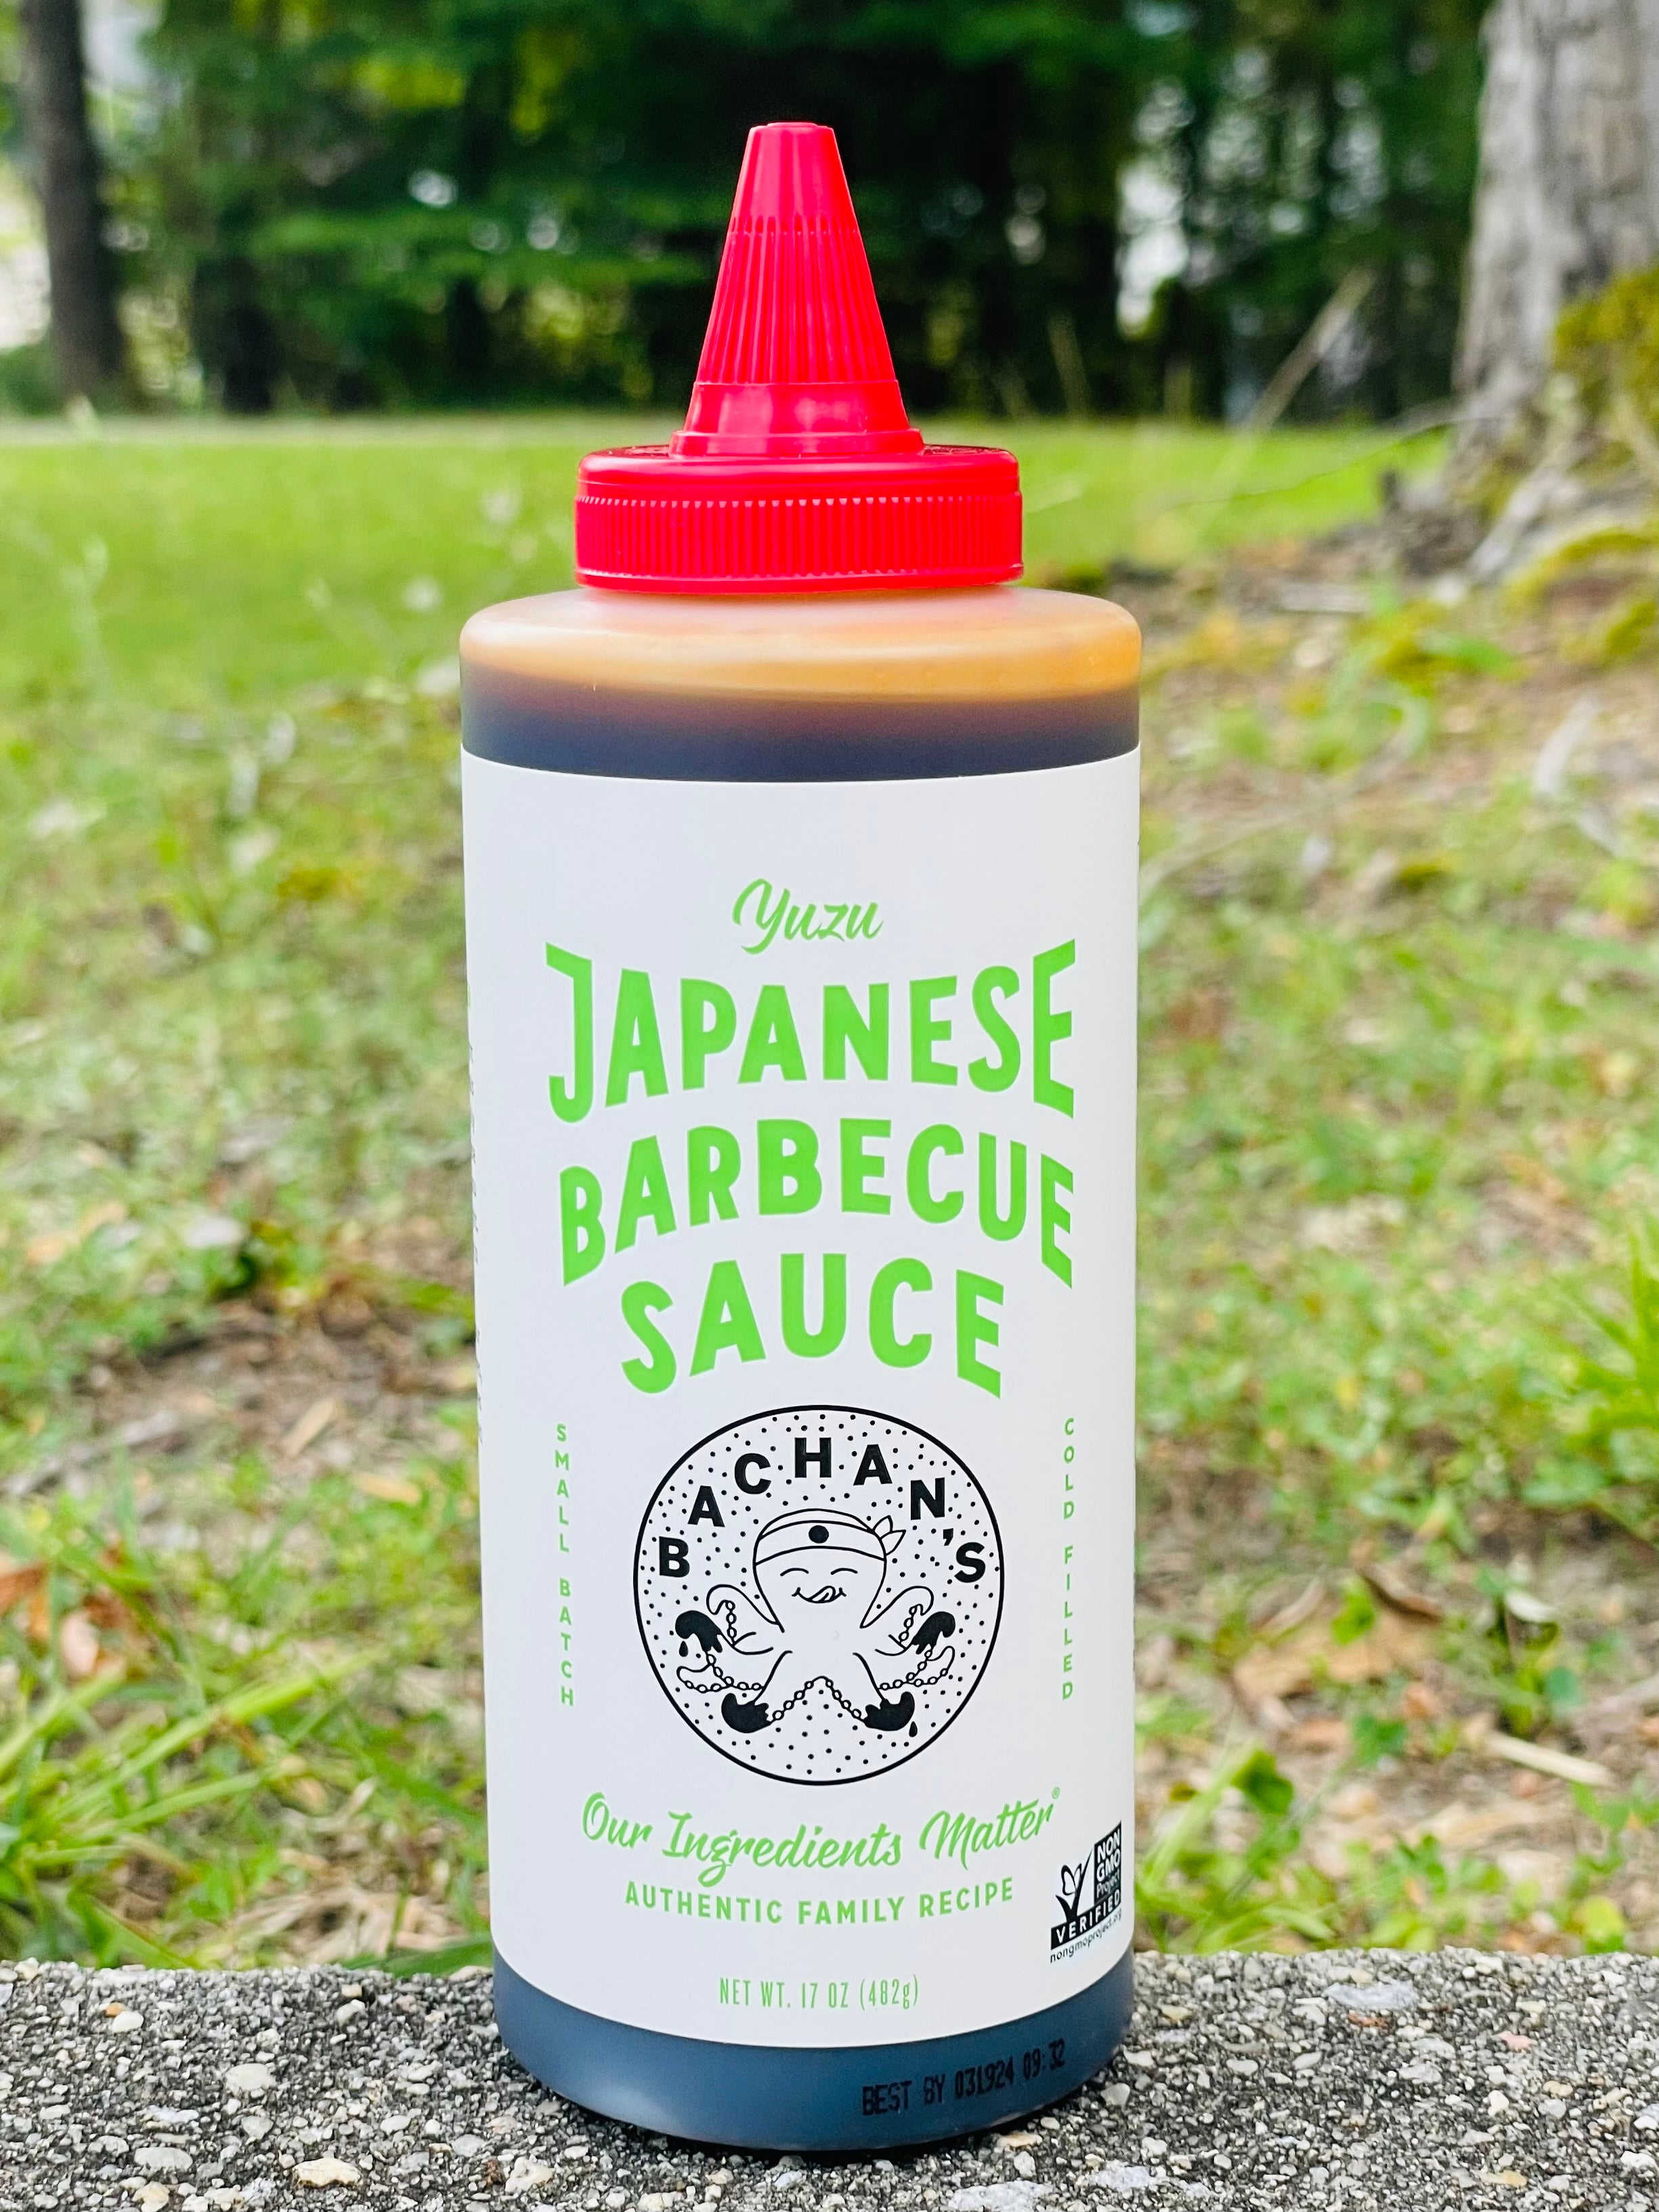 Yuzu
JAPANESE
BARBECUE
SAUCE
SMALL BATCH
BACHAN'S
COLD FILLED
Our Ingredients Matter®
AUTHENTIC FAMILY RECIPE
NON
GMO
Project
VERIFIED
nongmoproject.org
NET WT. 17 OZ (482g)
BEST BY 031924 09:32